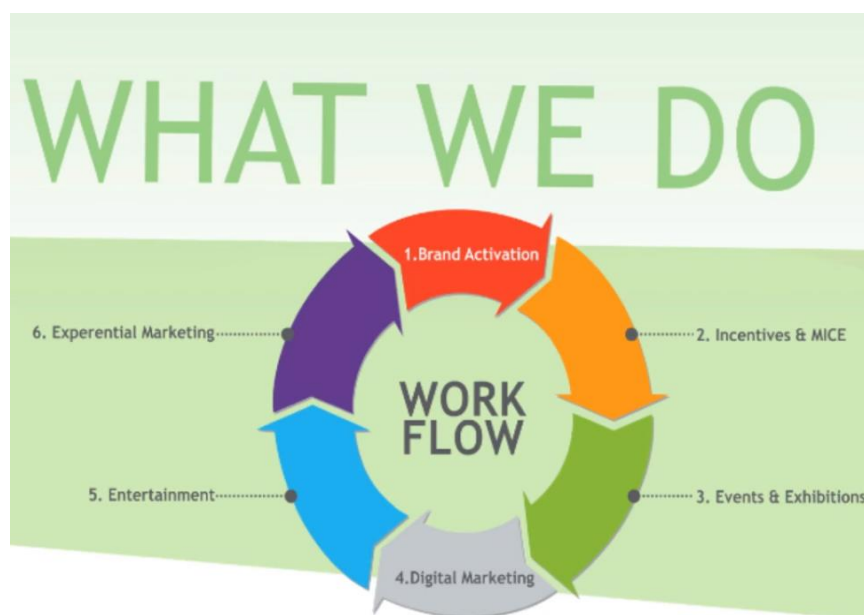 WHAT WE DO
1.Brand Activation
2. Incentives & MICE
3. Events & Exhibitions
4.Digital Marketing
5. Entertainment
6. Experential Marketing
WORK
FLOW